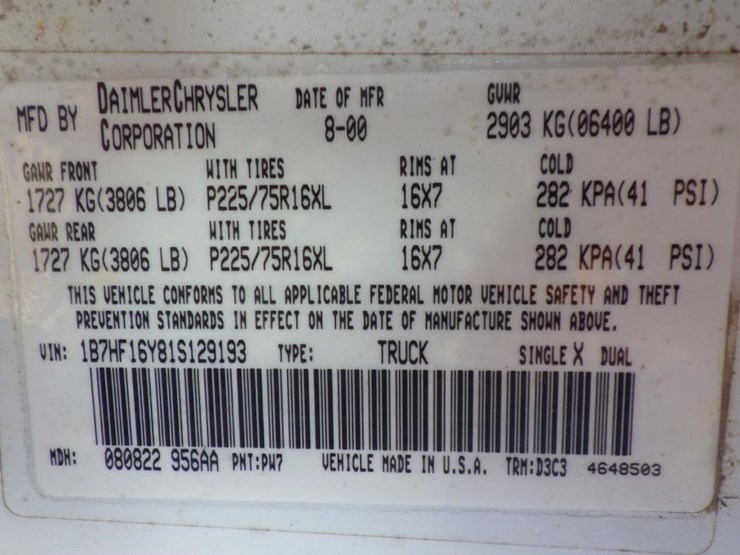 MFD BY DAIMLERCHRYSLER CORPORATION DATE OF MFR 8-00 GVWR 2903 KG(06400 LB)
GAWR FRONT WITH TIRES RIMS AT COLD
1727 KG(3806 LB) P225/75R16XL 16X7 282 KPA(41 PSI)
GAWR REAR WITH TIRES RIMS AT COLD
1727 KG(3806 LB) P225/75R16XL 16X7 282 KPA(41 PSI)
THIS VEHICLE CONFORMS TO ALL APPLICABLE FEDERAL MOTOR VEHICLE SAFETY AND THEFT
PREVENTION STANDARDS IN EFFECT ON THE DATE OF MANUFACTURE SHOWN ABOVE.
VIN: 1B7HF16Y81S129193 TYPE: TRUCK SINGLE X DUAL
MDH: 080822 956AA PNT:PW7 VEHICLE MADE IN U.S.A. TRM:D3C3 4648503